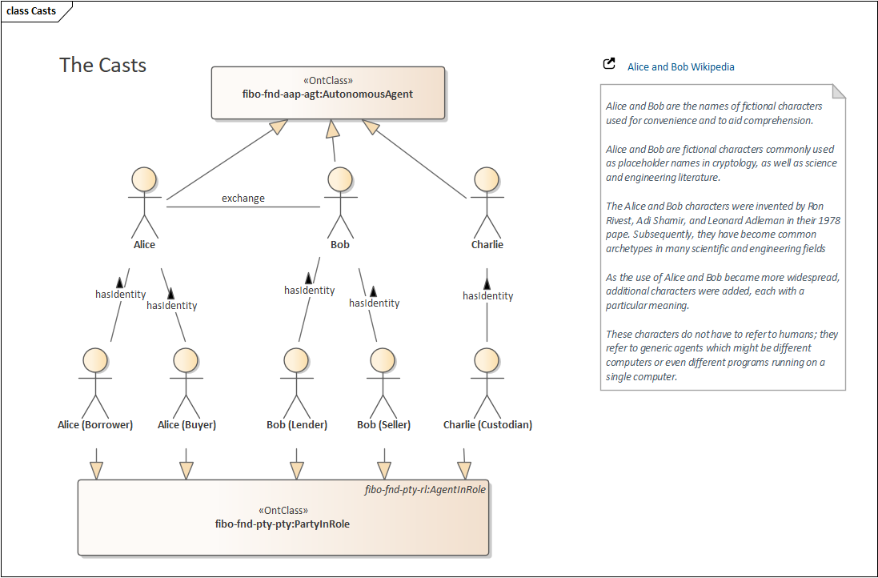 class Casts
The Casts
«OntClass»
fibo-fnd-aap-agt:AutonomousAgent
exchange
Alice
Bob
Charlie
hasIdentity
hasIdentity
hasIdentity
hasIdentity
hasIdentity
Alice (Borrower)
Alice (Buyer)
Bob (Lender)
Bob (Seller)
Charlie (Custodian)
fibo-fnd-pty-rl:AgentInRole
«OntClass»
fibo-fnd-pty-pty:PartyInRole
Alice and Bob Wikipedia
Alice and Bob are the names of fictional characters
used for convenience and to aid comprehension.
Alice and Bob are fictional characters commonly used
as placeholder names in cryptology, as well as science
and engineering literature.
The Alice and Bob characters were invented by Ron
Rivest, Adi Shamir, and Leonard Adleman in their 1978
pape. Subsequently, they have become common
archetypes in many scientific and engineering fields
As the use of Alice and Bob became more widespread,
additional characters were added, each with a
particular meaning.
These characters do not have to refer to humans; they
refer to generic agents which might be different
computers or even different programs running on a
single computer.